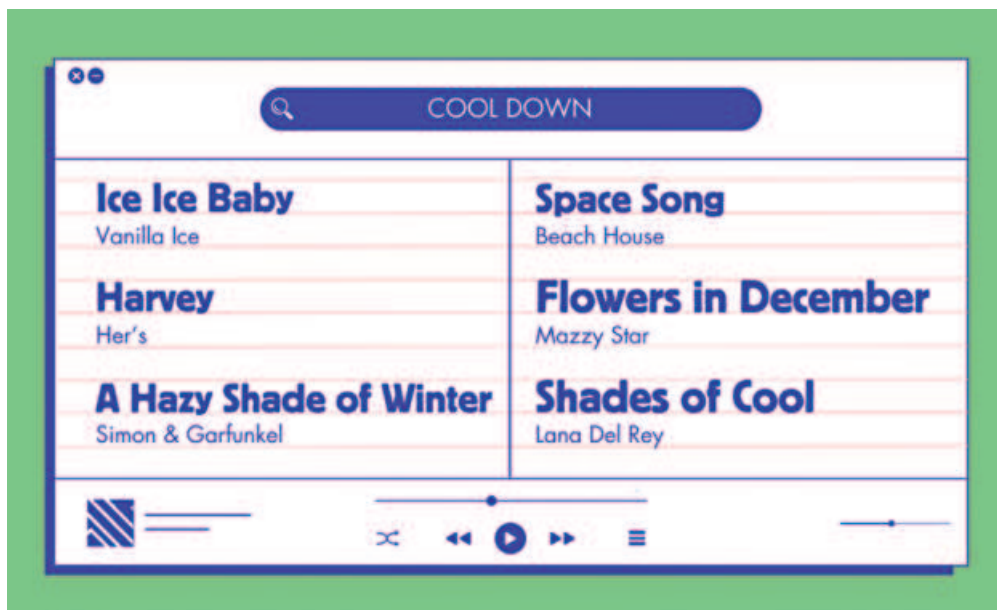 COOL DOWN
Ice Ice Baby
Vanilla Ice
Harvey
Her's
A Hazy Shade of Winter
Simon & Garfunkel
Space Song
Beach House
Flowers in December
Mazzy Star
Shades of Cool
Lana Del Rey